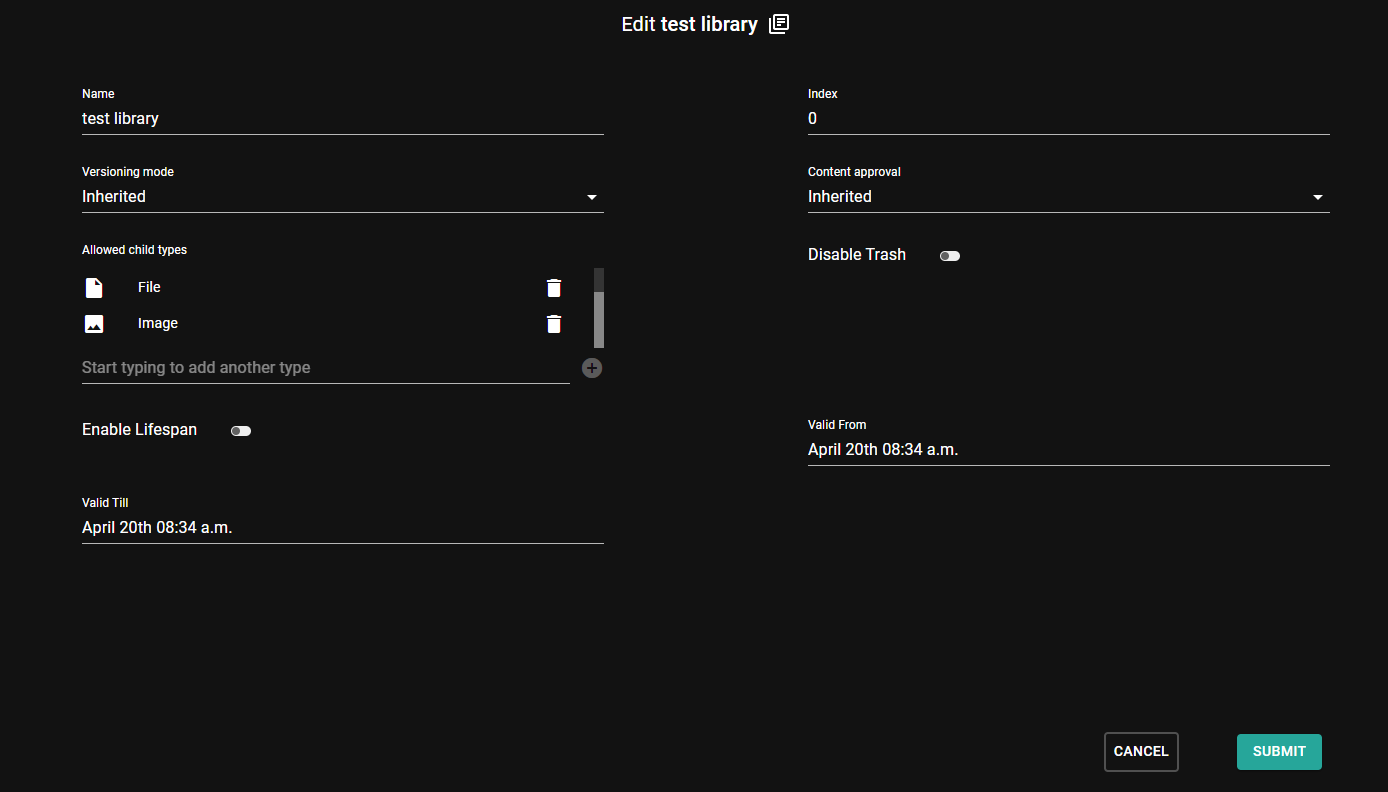 Edit test library
Name
test library
Index
0
Versioning mode
Inherited
Content approval
Inherited
Allowed child types
File
Image
Start typing to add another type
Disable Trash
Enable Lifespan
Valid From
April 20th 08:34 a.m.
Valid Till
April 20th 08:34 a.m.
CANCEL
SUBMIT